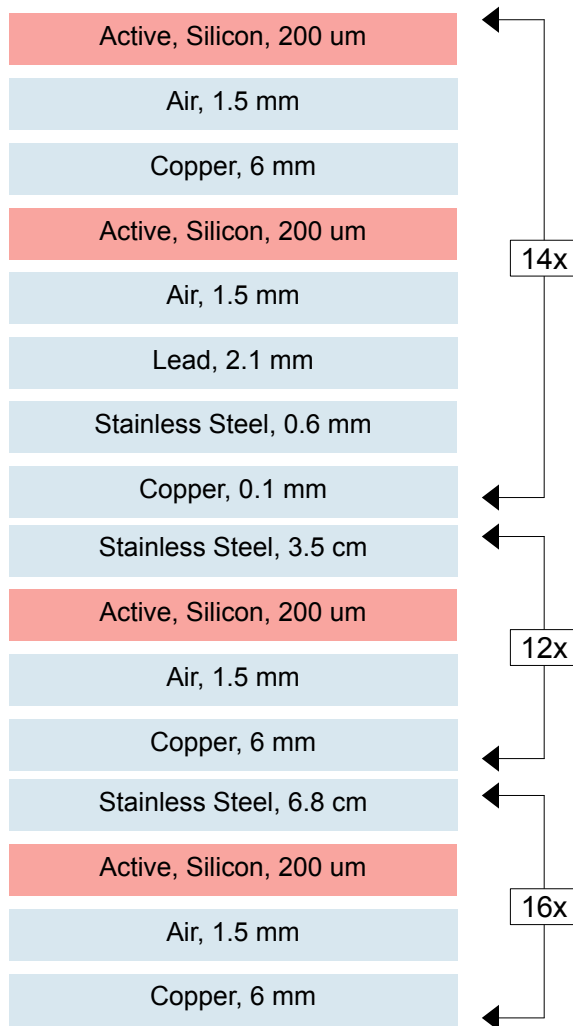 Active, Silicon, 200 um
Air, 1.5 mm
Copper, 6 mm
Active, Silicon, 200 um
14x
Air, 1.5 mm
Lead, 2.1 mm
Stainless Steel, 0.6 mm
Copper, 0.1 mm
Stainless Steel, 3.5 cm
Active, Silicon, 200 um
12x
Air, 1.5 mm
Copper, 6 mm
Stainless Steel, 6.8 cm
Active, Silicon, 200 um
16x
Air, 1.5 mm
Copper, 6 mm